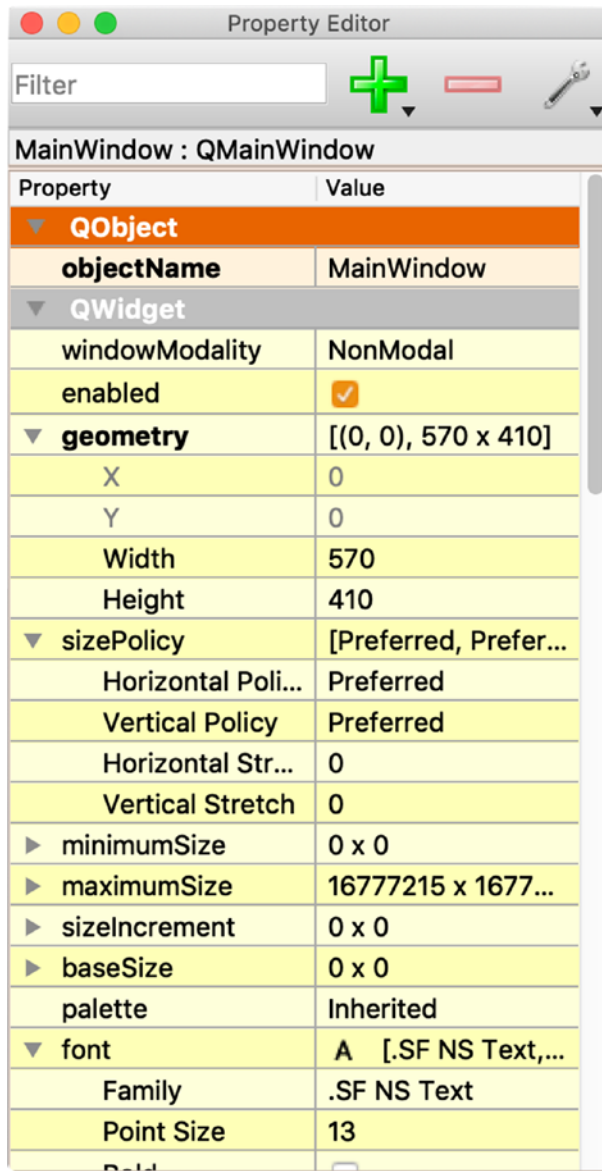 Property Editor
Filter
MainWindow : QMainWindow
Property Value
QObject
objectName MainWindow
QWidget
windowModality NonModal
enabled
geometry [(0, 0), 570 x 410]
X 0
Y 0
Width 570
Height 410
sizePolicy [Preferred, Prefer...
Horizontal Poli... Preferred
Vertical Policy Preferred
Horizontal Str... 0
Vertical Stretch 0
minimumSize 0 x 0
maximumSize 16777215 x 1677...
sizeIncrement 0 x 0
baseSize 0 x 0
palette Inherited
font A [.SF NS Text,...
Family .SF NS Text
Point Size 13